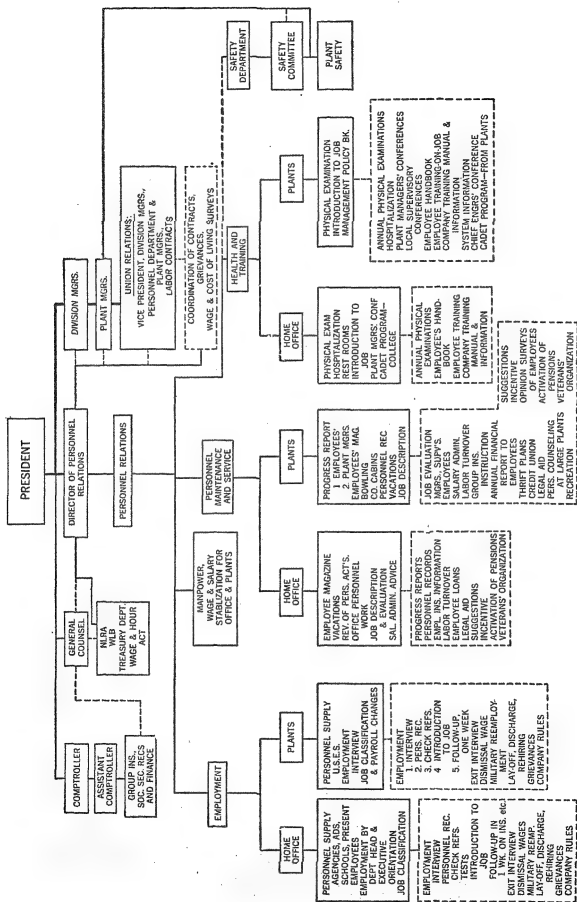 PRESIDENT
COMPTROLLER
ASSISTANT
COMPTROLLER
GROUP INS.,
SOC. SEC. RECS
AND FINANCE
GENERAL
COUNSEL
NLRA
WLB
TREASURY DEPT.
WAGE & HOUR
ACT
DIRECTOR OF PERSONNEL
RELATIONS
PERSONNEL RELATIONS
DIVISION MGRS.
PLANT MGRS.
UNION RELATIONS:
VICE PRESIDENT, DIVISION MGRS.,
PERSONNEL DEPARTMENT &
PLANT MGRS.
LABOR CONTRACTS
COORDINATION OF CONTRACTS,
GRIEVANCES,
WAGE & COST OF LIVING SURVEYS
SAFETY
DEPARTMENT
SAFETY
COMMITTEE
PLANT
SAFETY
MANPOWER,
WAGE & SALARY
STABLIZATION FOR
OFFICE & PLANTS
EMPLOYMENT
PERSONNEL
MAINTENANCE
AND SERVICE
HEALTH AND
TRAINING
HOME
OFFICE
PERSONNEL SUPPLY
AGENCIES, ADS,
SCHOOLS, PRESENT
EMPLOYEES
EMPLOYMENT BY
DEPT HEAD &
EXECUTIVE
ORIENTATION
JOB CLASSIFICATION
EMPLOYMENT
INTERVIEW
PERSONNEL REC.
CHECK REFS.
TESTS
INTRODUCTION TO
JOB
FOLLOW-UP IN
1 WK. ON INS. etc.
EXIT INTERVIEW
DISMISSAL WAGES
MILITARY REEMP.
LAY-OFF, DISCHARGE,
REHIRING
GRIEVANCES
COMPANY RULES
PLANTS
PERSONNEL SUPPLY
U.S.E.S.
EMPLOYMENT
INTERVIEW
JOB CLASSIFICATION
& PAYROLL CHANGES
EMPLOYMENT
1. INTERVIEW
2. PERS. REC.
3. CHECK REFS.
4 INTRODUCTION
TO JOB
5. FOLLOW-UP,
ONE WEEK
EXIT INTERVIEW
DISMISSAL WAGE
MILITARY REEMPLOY-
MENT
LAY-OFF, DISCHARGE,
REHIRING
GRIEVANCES
COMPANY RULES
HOME
OFFICE
EMPLOYEE MAGAZINE
VACATIONS
REV. OF PERS. ACT'S.
OFFICE PERSONNEL
WORK
JOB DESCRIPTION
& EVALUATION
SAL. ADMIN. ADVICE
PROGRESS REPORTS
PERSONNEL RECORDS
EMPL. INS. INFORMATION
LABOR TURNOVER
EMPLOYEE LOANS
LEGAL AID
SUGGESTIONS
INCENTIVE
ACTIVATION OF PENSIONS
VETERANS' ORGANIZATION
PLANTS
PROGRESS REPORT
1 EMPLOYEES'
2. PLANT MGRS.
EMPLOYEES' MAG.
BOWLING
CO. CABINS
PERSONNEL REC
VACATIONS
JOB DESCRIPTION
JOB EVALUATION
MGRS. SUPV'S.
EMPLOYEES
SALARY ADMIN.
LABOR TURNOVER
GROUP INS.
INSTRUCTION
ANNUAL FINANCIAL
REPORT TO
EMPLOYEES
THRIFT PLANS
CREDIT UNION
LEGAL AID
PERS. COUNSELING
AT LARGE PLANTS
RECREATION
SUGGESTIONS
INCENTIVE
OPINION SURVEYS
OF EMPLOYEES
ACTIVATION OF
PENSIONS
VETERANS'
ORGANIZATION
HOME
OFFICE
PHYSICAL EXAM
HOSPITALIZATION
REST ROOMS
INTRODUCTION TO
JOB
PLANT MGRS: CONF
CADET PROGRAM—
COLLEGE
ANNUAL PHYSICAL
EXAMINATIONS
EMPLOYEE'S HAND-
BOOK
EMPLOYEE TRAINING
COMPANY TRAINING
MANUAL &
INFORMATION
PLANTS
PHYSICAL EXAMINATION
INTRODUCTION TO JOB
MANAGEMENT POLICY BK.
ANNUAL PHYSICAL EXAMINATIONS
HOSPITALIZATION
PLANT MANAGERS' CONFERENCES
LOCAL SUPERVISORY
CONFERENCES
EMPLOYEE HANDBOOK
EMPLOYEE TRAINING-ON-JOB
COMPANY TRAINING MANUAL &
INFORMATION
SYSTEM INFORMATION
CHIEF ENGRS' CONFERENCE
CADET PROGRAM—FROM PLANTS